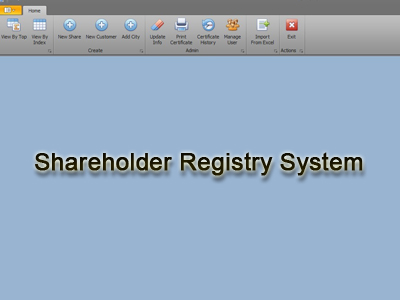 Home
View By Top
View By Index
New Share
New Customer
Add City
Update Info
Print Certificate
Certificate History
Manage User
Import From Excel
Exit
Create
Admin
Actions
Shareholder Registry System